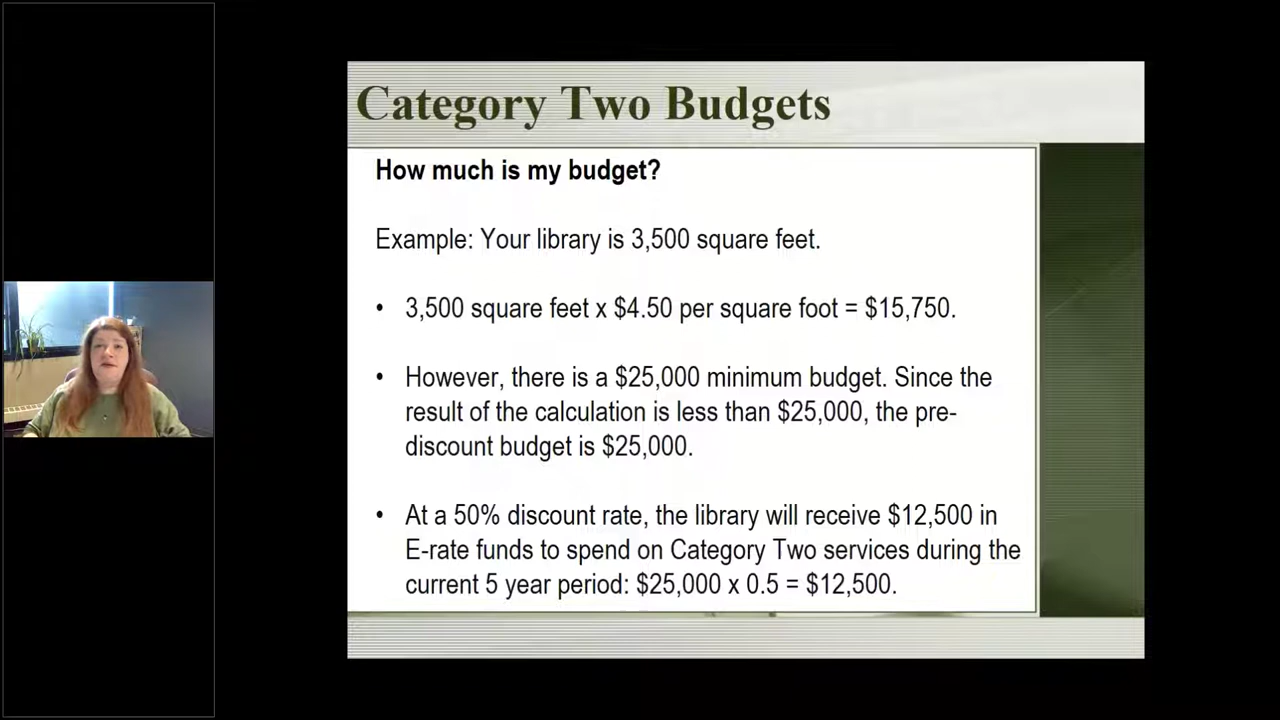 Category Two Budgets
How much is my budget?
Example: Your library is 3,500 square feet.
• 3,500 square feet x $4.50 per square foot = $15,750.
• However, there is a $25,000 minimum budget. Since the
result of the calculation is less than $25,000, the pre-
discount budget is $25,000.
• At a 50% discount rate, the library will receive $12,500 in
E-rate funds to spend on Category Two services during the
current 5 year period: $25,000 x 0.5 = $12,500.